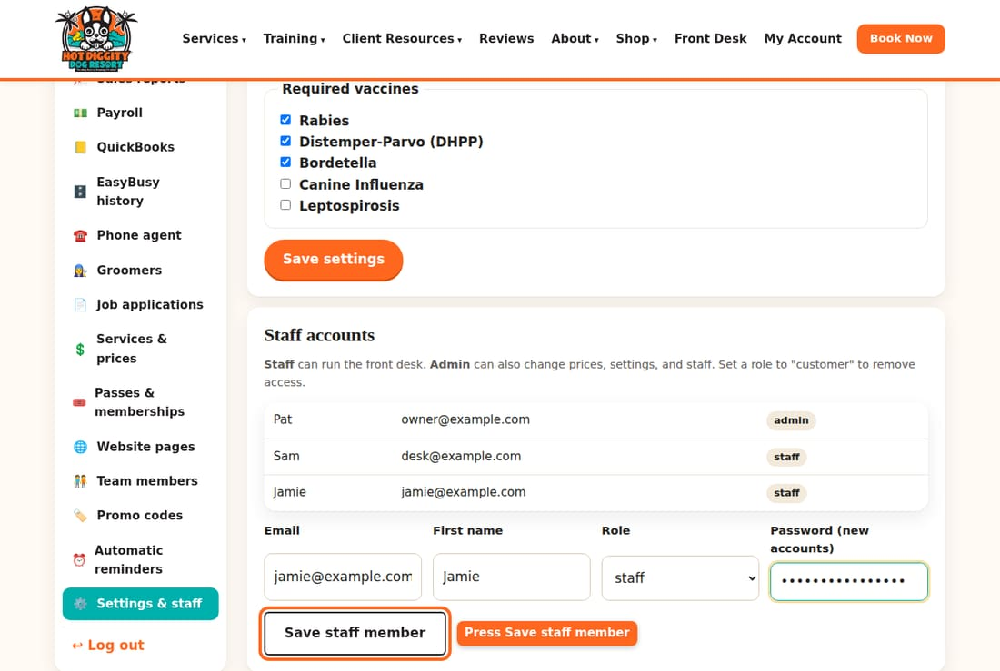 HOT DIGGITY
DOG RESORT
Services ▾
Training ▾
Client Resources ▾
Reviews
About ▾
Shop ▾
Front Desk
My Account
Book Now
Sales reports
Payroll
QuickBooks
EasyBusy
history
Phone agent
Groomers
Job applications
Services &
prices
Passes &
memberships
Website pages
Team members
Promo codes
Automatic
reminders
Settings & staff
↩ Log out
Required vaccines
Rabies
Distemper-Parvo (DHPP)
Bordetella
Canine Influenza
Leptospirosis
Save settings
Staff accounts
Staff can run the front desk. Admin can also change prices, settings, and staff. Set a role to "customer" to remove
access.
Pat owner@example.com admin
Sam desk@example.com staff
Jamie jamie@example.com staff
Email
First name
Role
Password (new
accounts)
jamie@example.com
Jamie
staff
••••••••••••••••
Save staff member
Press Save staff member